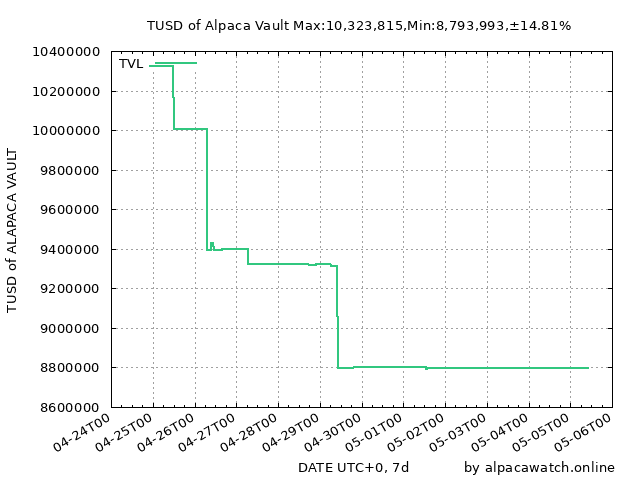 TUSD of Alpaca Vault Max:10,323,815,Min:8,793,993,±14.81%
TVL
TUSD of ALAPACA VAULT
10400000
10200000
10000000
9800000
9600000
9400000
9200000
9000000
8800000
8600000
04-24T00
04-25T00
04-26T00
04-27T00
04-28T00
04-29T00
04-30T00
05-01T00
05-02T00
05-03T00
05-04T00
05-05T00
05-06T00
DATE UTC+0, 7d
by alpacawatch.online